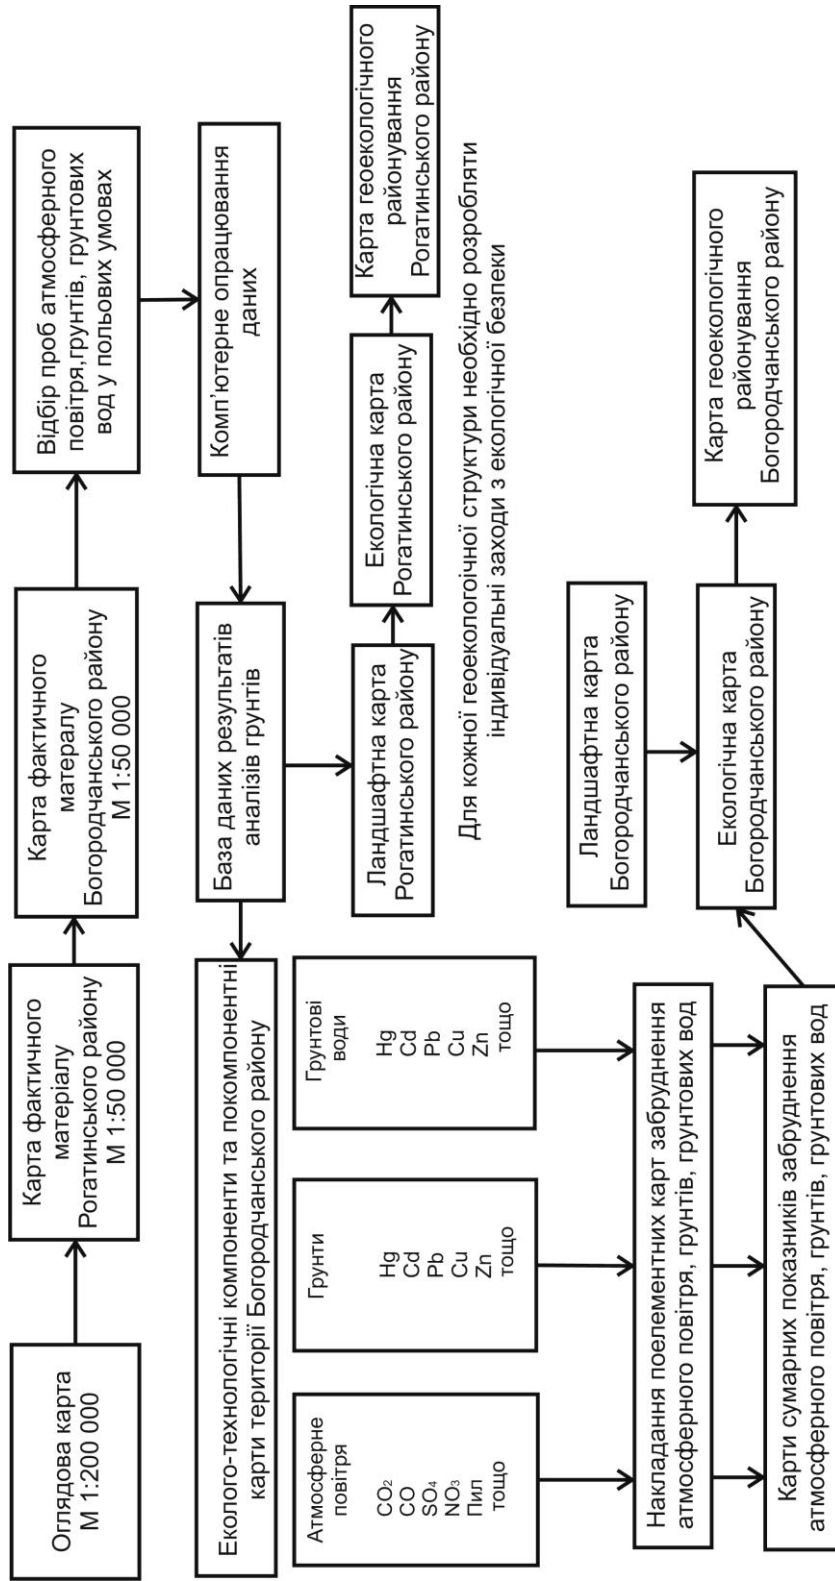 Оглядова карта
М 1:200 000
Карта фактичного
матеріалу
Рогатинського району
М 1:50 000
Карта фактичного
матералу
Богородчанського району
М 1:50 000
Відбір проб атмосферного
повітря,грунтів, грунтових
вод у польових умовах
Комп'ютерне опрацювання
даних
База даних результатів
аналізів грунтів
Еколого-технологічні компоненти та покомпонентні
карти території Богородчанського району
Ландшафтна карта
Рогатинського району
Екологічна карта
Рогатинського району
Карта геоекологічного
районування
Рогатинського району
Для кожної геоекологоічної структури необхідно розробляти
індивідуальні заходи з екологічної безпеки
Атмосферне
повітря
CO₂
CO
SO₄
NO₃
Пил
тощо
Грунти
Hg
Cd
Pb
Cu
Zn
тощо
Грунтові
води
Hg
Cd
Pb
Cu
Zn
тощо
Накладання поелементних карт забруднення
атмосферного повітря, грунтів, грунтових вод
Карти сумарних показників забруднення
атмосферного повітря, грунтів, грунтових вод
Ландшафтна карта
Богородчанського району
Екологічна карта
Богородчанського району
Карта геоекологічного
районування
Богородчанського району